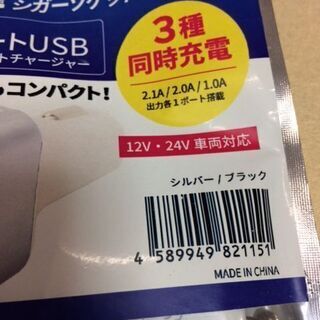 シガーソケット
ートUSB
ートチャージャー
コンパクト!
3種
同時充電
2.1A / 2.0A / 1.0A
出力各1ポート搭載
12V・24V 車両対応
シルバー / ブラック
4 589949 821151
MADE IN CHINA